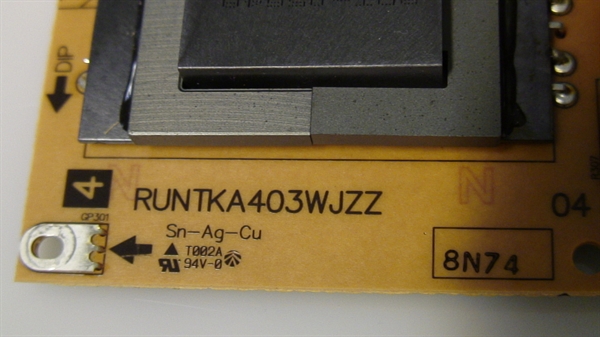 DIP
4
N
RUNTKA403WJZZ
N
04
GP301
Sn-Ag-Cu
T002A
94V-0
8N74